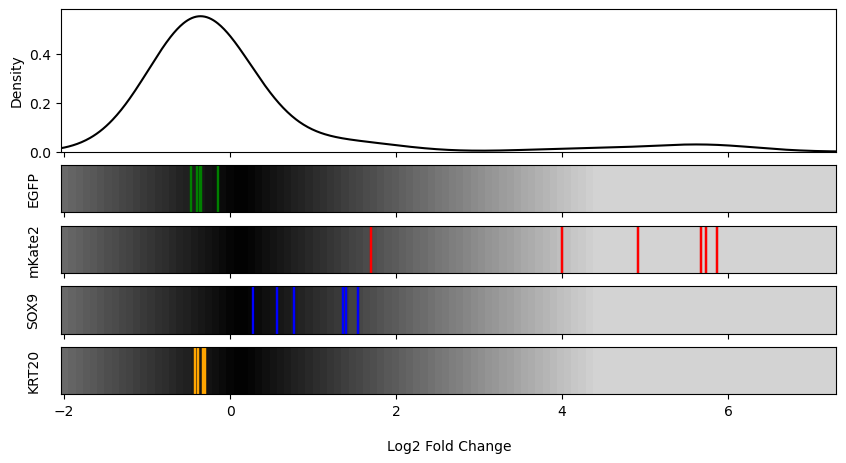 Density
0.4
0.2
0.0
EGFP
mKate2
SOX9
KRT20
−2 0 2 4 6
Log2 Fold Change